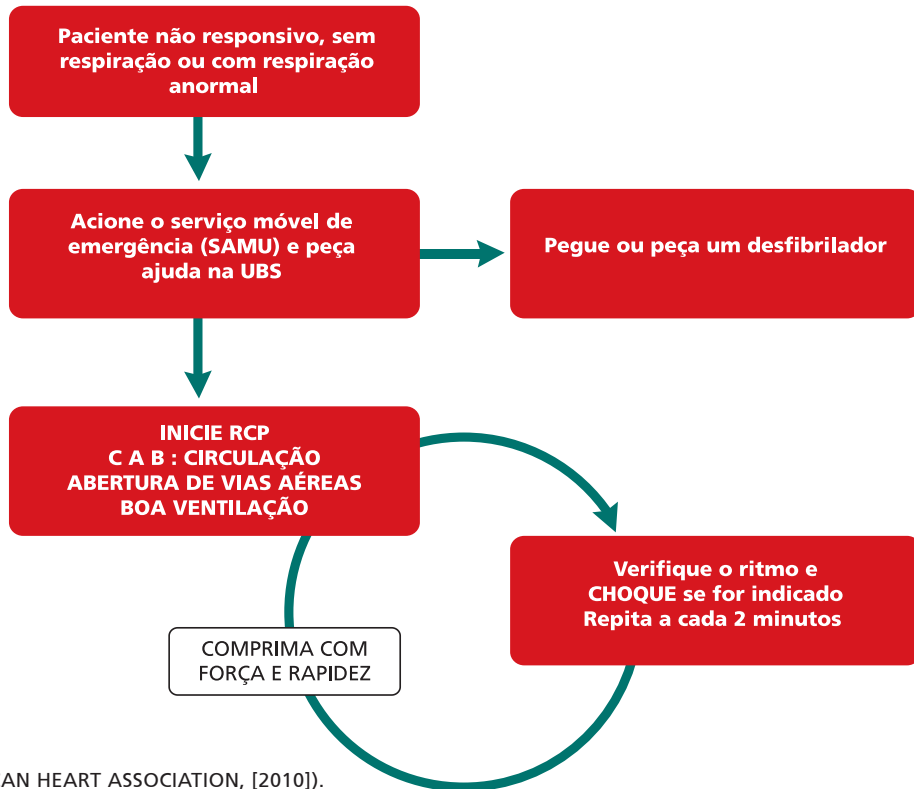 Paciente não responsivo, sem
respiração ou com respiração
anormal
Acione o serviço móvel de
emergência (SAMU) e peça
ajuda na UBS
Pegue ou peça um desfibrilador
INICIE RCP
C A B : CIRCULAÇÃO
ABERTURA DE VIAS AÉREAS
BOA VENTILAÇÃO
Verifique o ritmo e
CHOQUE se for indicado
Repita a cada 2 minutos
COMPRIMA COM
FORÇA E RAPIDEZ
AN HEART ASSOCIATION, [2010]).